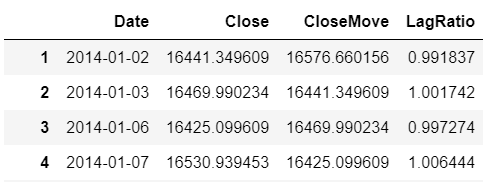 Date Close CloseMove LagRatio
1 2014-01-02 16441.349609 16576.660156 0.991837
2 2014-01-03 16469.990234 16441.349609 1.001742
3 2014-01-06 16425.099609 16469.990234 0.997274
4 2014-01-07 16530.939453 16425.099609 1.006444